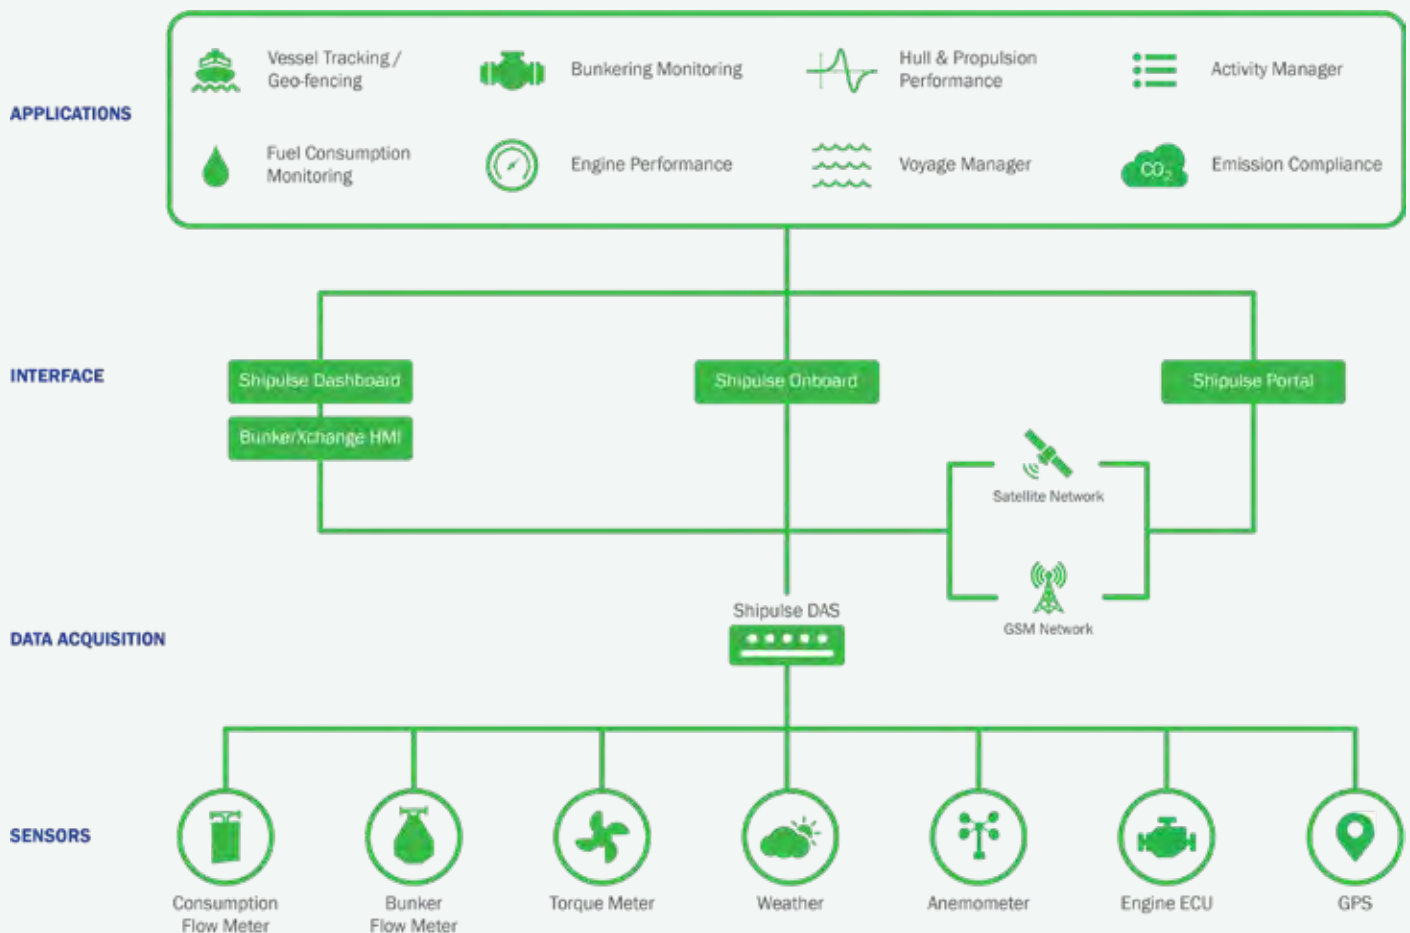 APPLICATIONS
Vessel Tracking /
Geo-fencing
Bunkering Monitoring
Hull & Propulsion
Performance
Activity Manager
Fuel Consumption
Monitoring
Engine Performance
Voyage Manager
CO2
Emission Compliance
INTERFACE
Shipulse Dashboard
Shipulse Onboard
Shipulse Portal
BunkerXchange HMI
Satellite Network
GSM Network
DATA ACQUISITION
Shipulse DAS
SENSORS
Consumption
Flow Meter
Bunker
Flow Meter
Torque Meter
Weather
Anemometer
Engine ECU
GPS